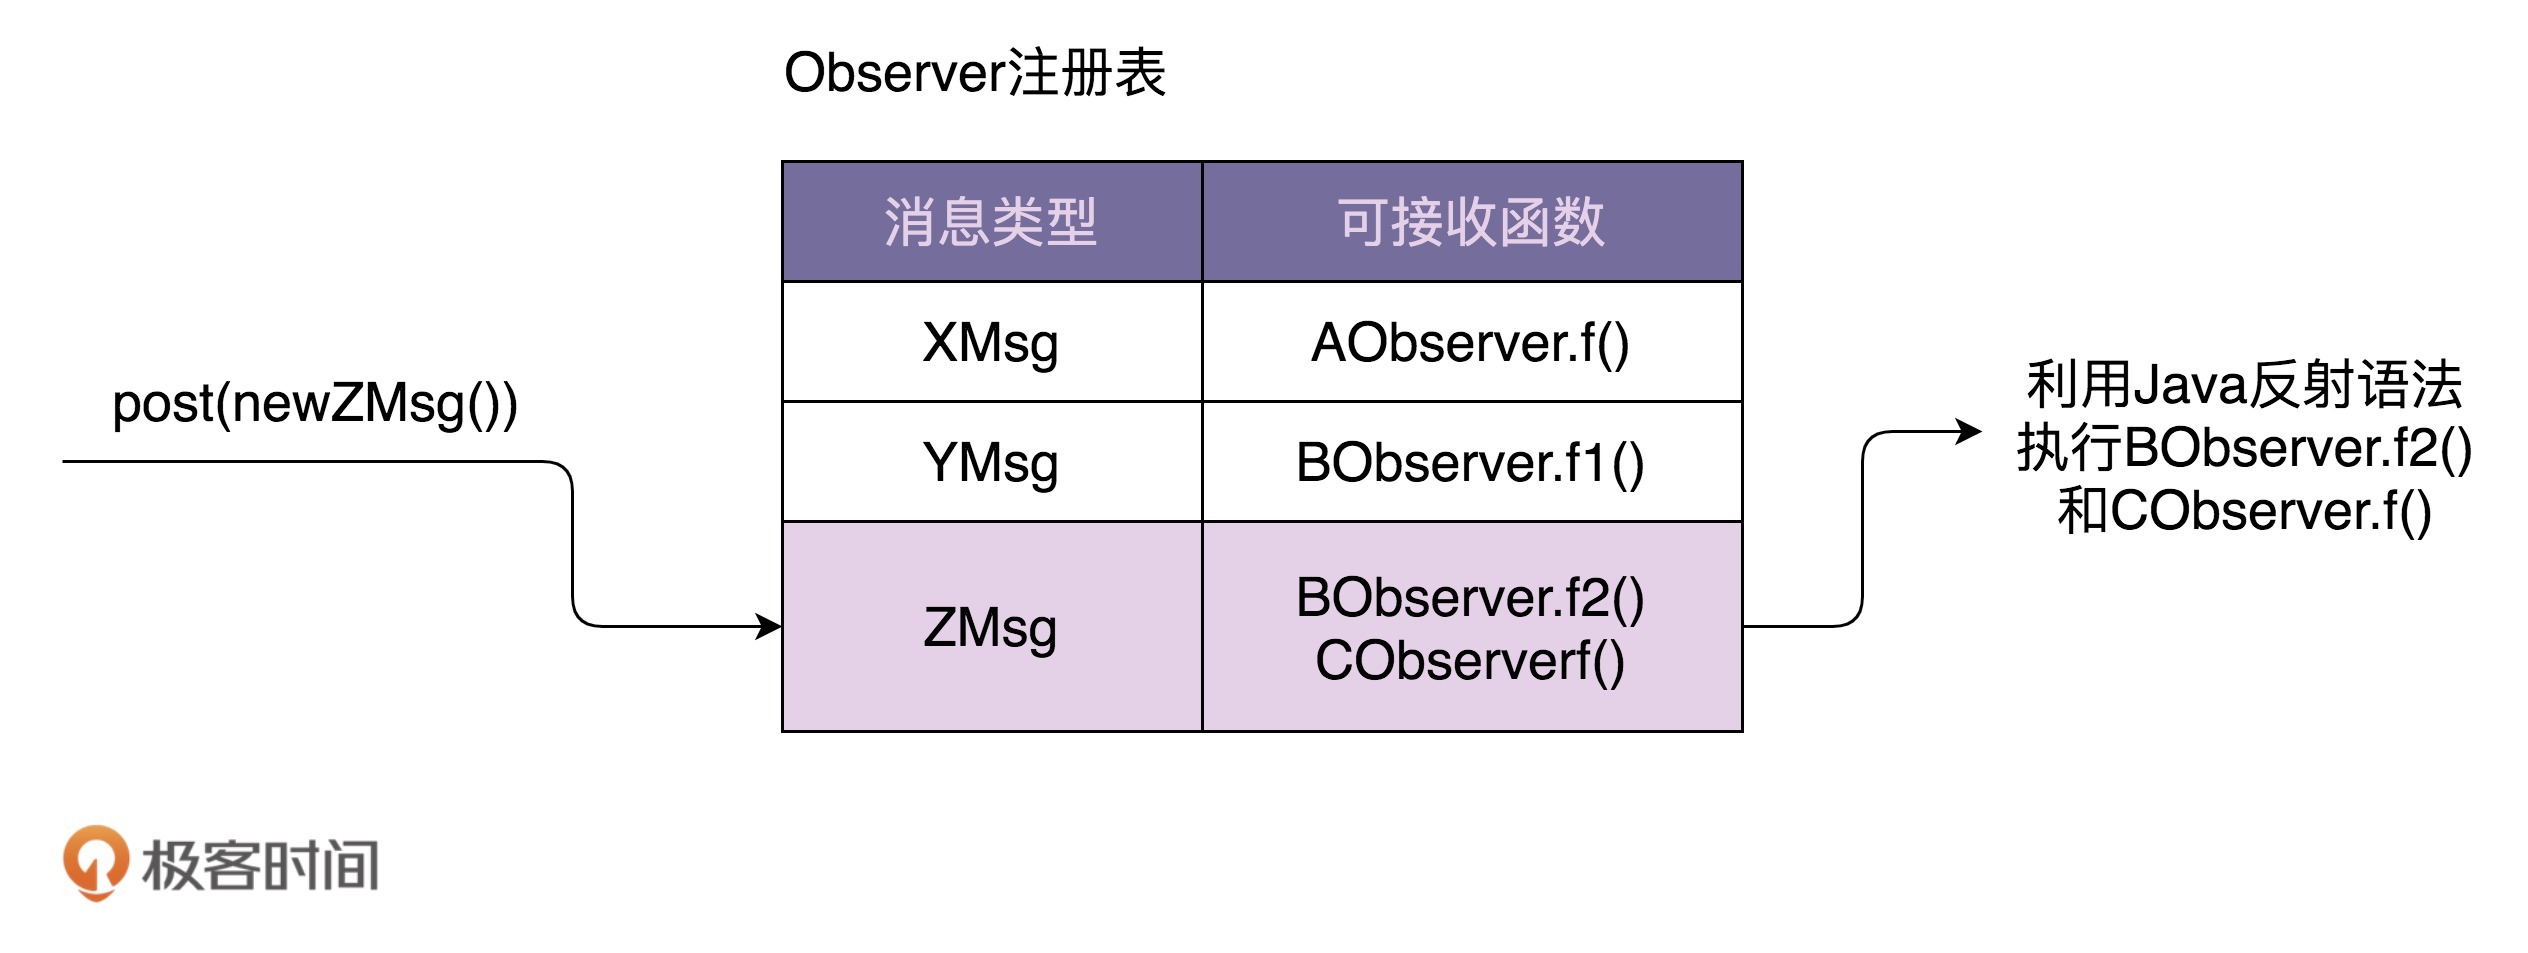 Observer注册表
消息类型 可接收函数
XMsg AObserver.f()
post(newZMsg())
YMsg BObserver.f1()
ZMsg
BObserver.f2()
CObserverf()
利用Java反射语法
执行BObserver.f2()
和CObserver.f()
极客时间